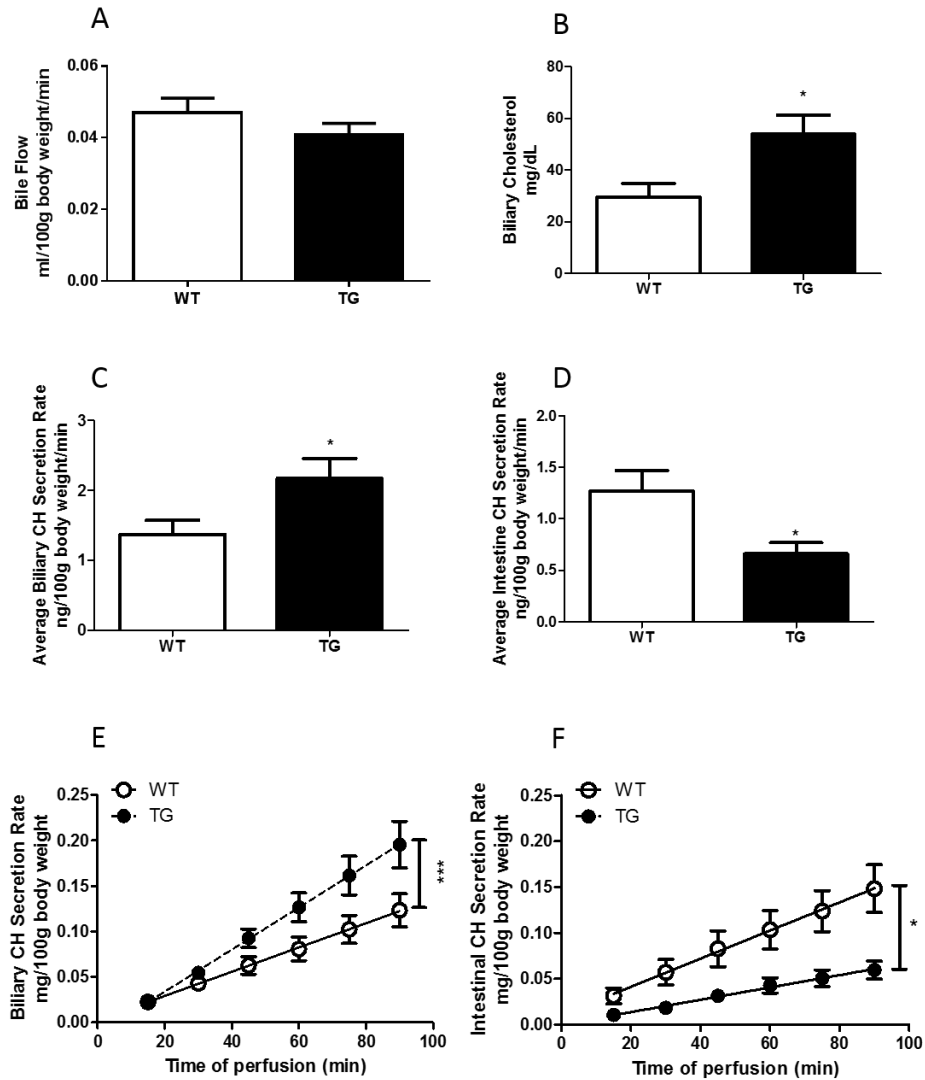 A
Bile Flow
ml/100g body weight/min
0.06
0.04
0.02
0.00
WT
TG
B
Biliary Cholesterol
mg/dL
80
60
40
20
0
*
WT
TG
C
Average Biliary CH Secretion Rate
ng/100g body weight/min
3
2
1
0
*
WT
TG
D
Average Intestine CH Secretion Rate
ng/100g body weight/min
2.0
1.5
1.0
0.5
0.0
*
WT
TG
E
WT
TG
Biliary CH Secretion Rate
mg/100g body weight
0.25
0.20
0.15
0.10
0.05
0.00
***
0 20 40 60 80 100
Time of perfusion (min)
F
WT
TG
Intestinal CH Secretion Rate
mg/100g body weight
0.25
0.20
0.15
0.10
0.05
0.00
*
0 20 40 60 80 100
Time of perfusion (min)